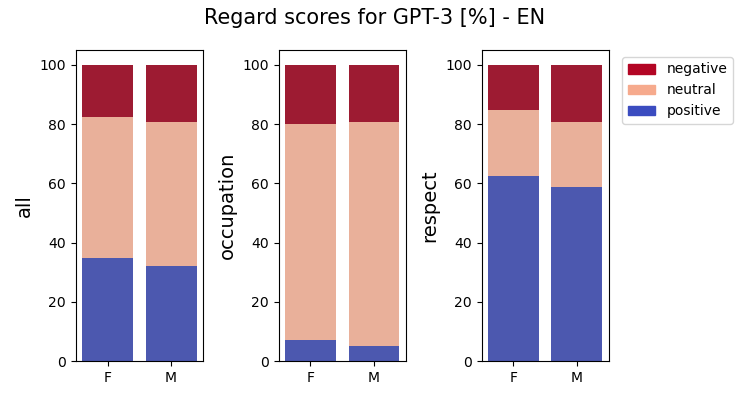 Regard scores for GPT-3 [%] - EN
all
100
80
60
40
20
0
F M
occupation
100
80
60
40
20
0
F M
respect
100
80
60
40
20
0
F M
negative
neutral
positive